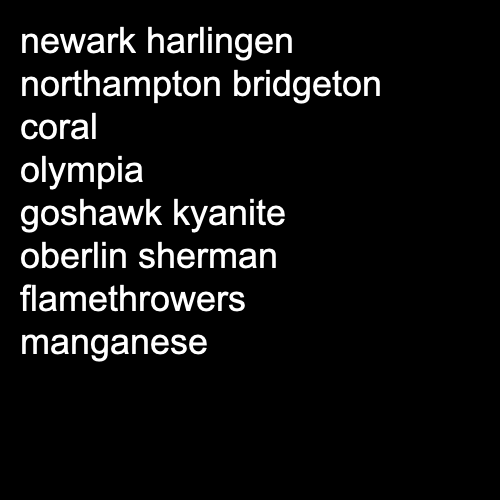 newark harlingen
northampton bridgeton
coral
olympia
goshawk kyanite
oberlin sherman
flamethrowers
manganese